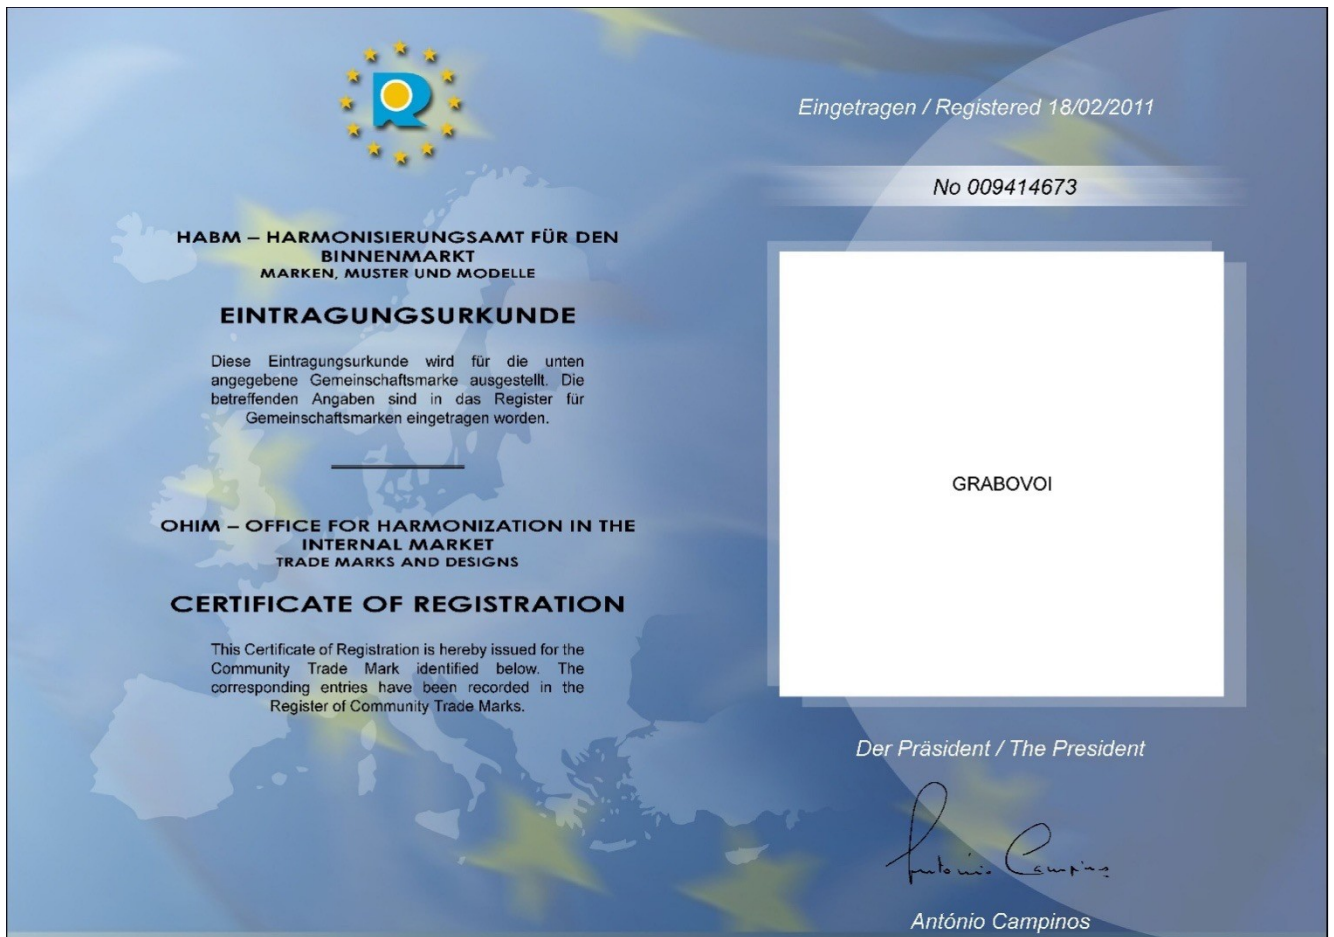 HABM – HARMONISIERUNGSAMT FÜR DEN
BINNENMARKT
MARKEN, MUSTER UND MODELLE
EINTRAGUNGSURKUNDE
Diese Eintragungsurkunde wird für die unten
angegebene Gemeinschaftsmarke ausgestellt. Die
betreffenden Angaben sind in das Register für
Gemeinschaftsmarken eingetragen worden.
OHIM – OFFICE FOR HARMONIZATION IN THE
INTERNAL MARKET
TRADE MARKS AND DESIGNS
CERTIFICATE OF REGISTRATION
This Certificate of Registration is hereby issued for the
Community Trade Mark identified below. The
corresponding entries have been recorded in the
Register of Community Trade Marks.
Eingetragen / Registered 18/02/2011
No 009414673
GRABOVOI
Der Präsident / The President
António Campinos
António Campinos